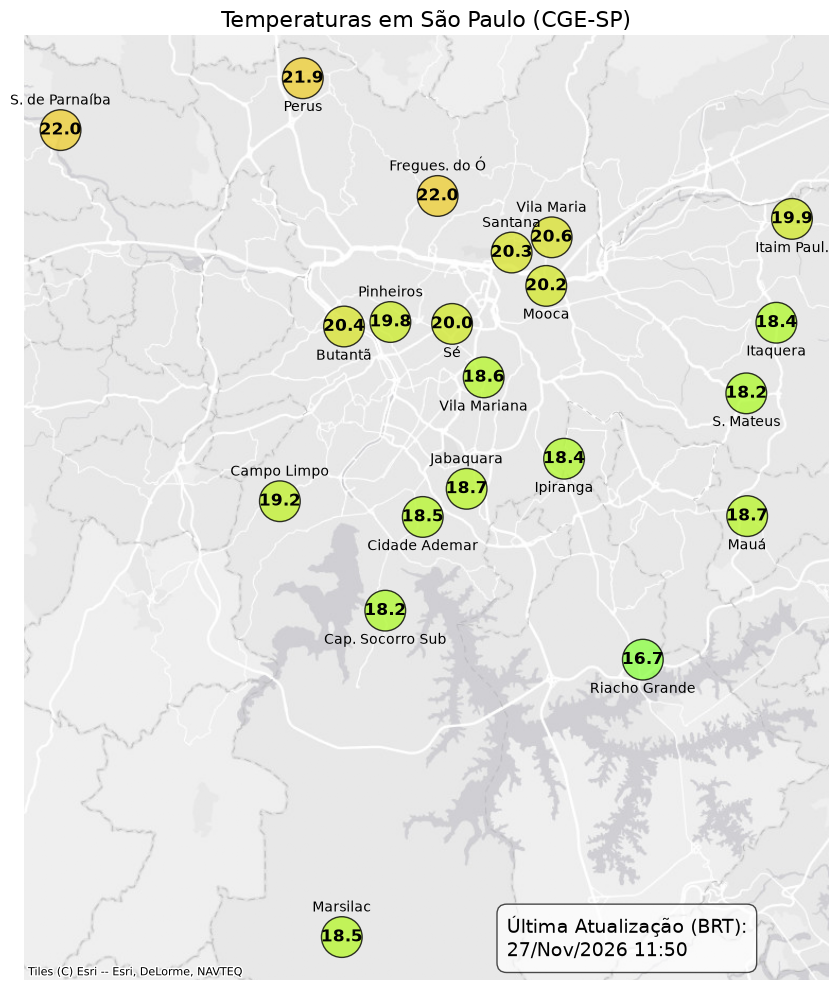 Temperaturas em São Paulo (CGE-SP)
21.9
Perus
S. de Parnaíba
22.0
Fregues. do Ó
22.0
Vila Maria
20.6
Santana
20.3
19.9
Itaim Paul.
20.2
Mooca
Pinheiros
19.8
20.4
Butantã
20.0
Sé
18.4
Itaquera
18.6
Vila Mariana
18.2
S. Mateus
Jabaquara
18.7
18.4
Ipiranga
Campo Limpo
19.2
18.5
Cidade Ademar
18.7
Mauá
18.2
Cap. Socorro Sub
16.7
Riacho Grande
Marsilac
18.5
Última Atualização (BRT):
27/Nov/2026 11:50
Tiles (C) Esri -- Esri, DeLorme, NAVTEQ